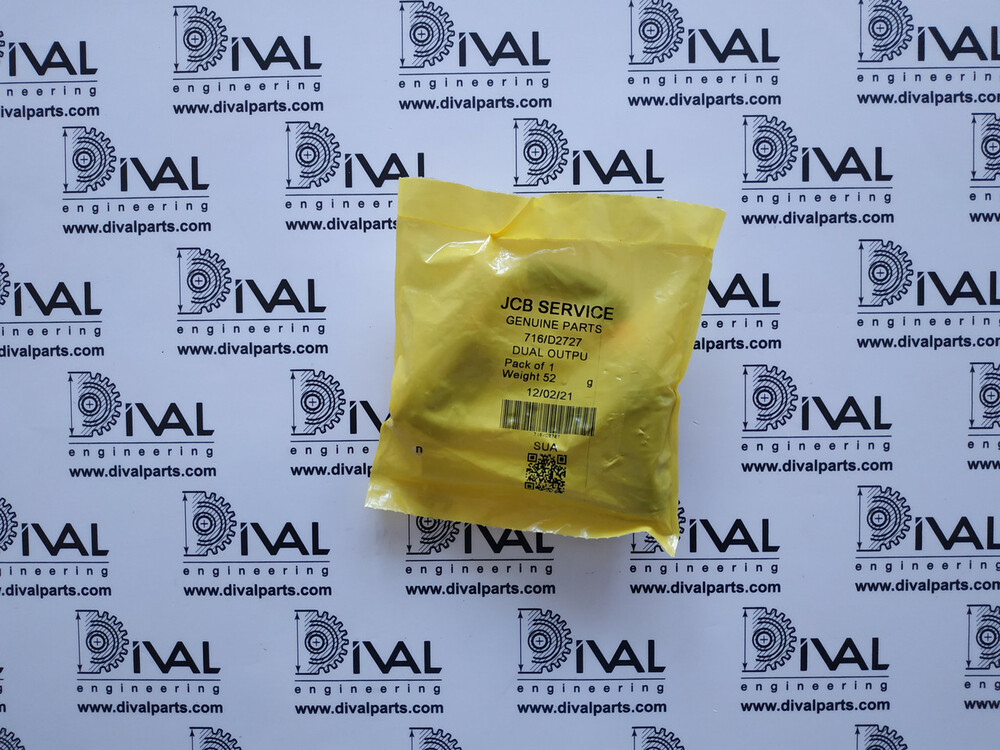 DIVAL
engineering
www.divalparts.com
JCB SERVICE
GENUINE PARTS
716/D2727
DUAL OUTPU
Pack of 1
Weight 52 g
12/02/21
SUA
n